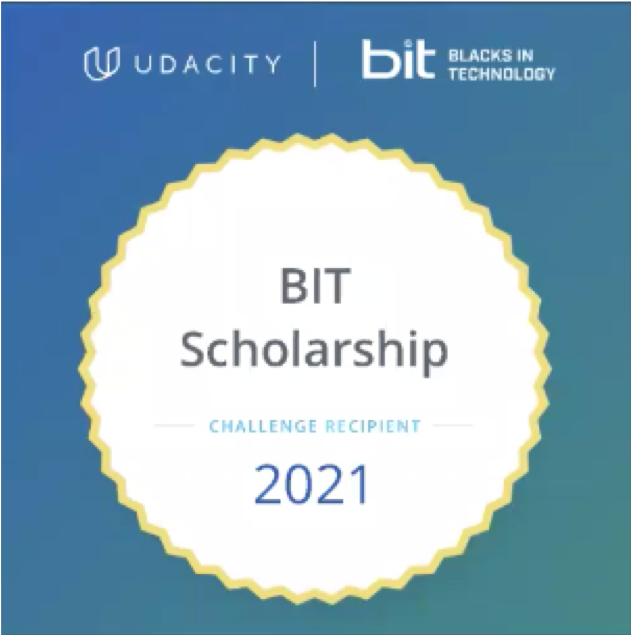 UDACITY
bit BLACKS IN
TECHNOLOGY
BIT
Scholarship
CHALLENGE RECIPIENT
2021